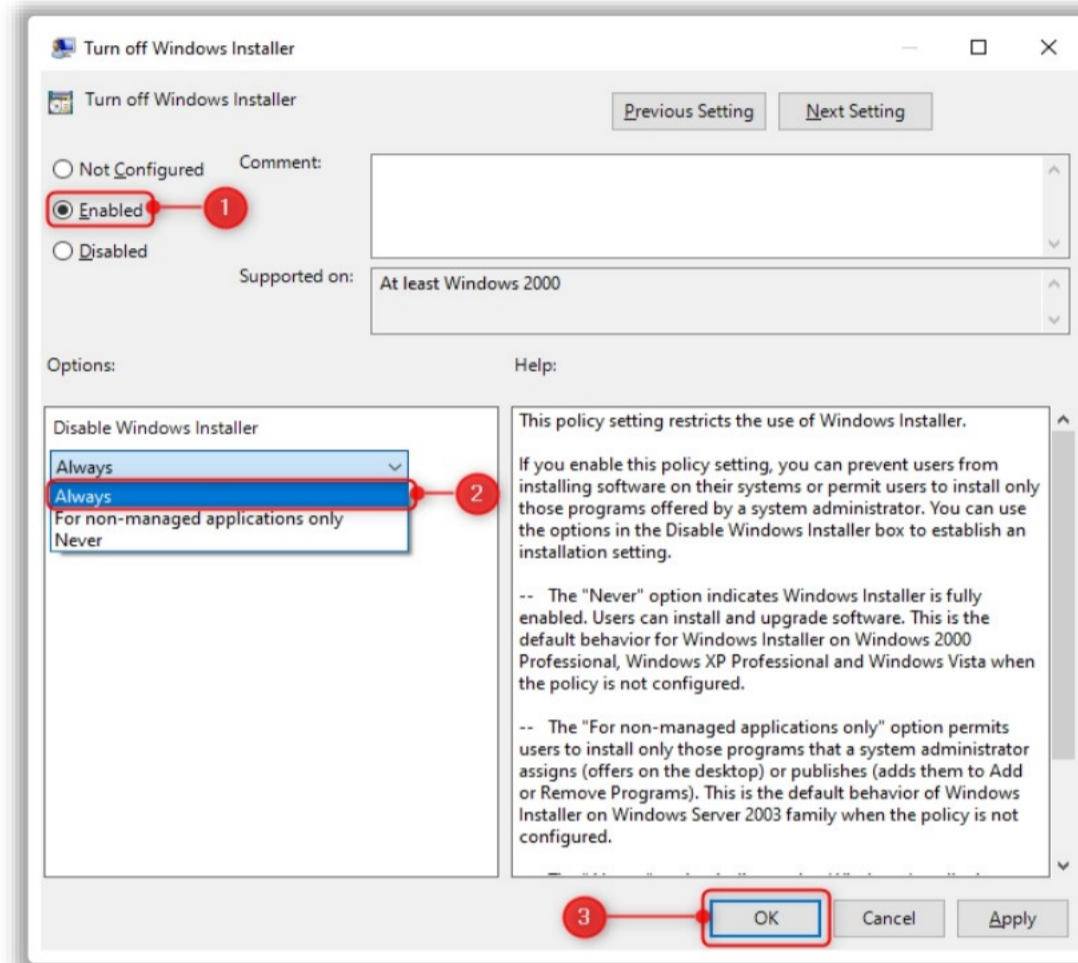 Turn off Windows Installer
Turn off Windows Installer
Previous Setting
Next Setting
Not Configured
Comment:
Enabled
1
Disabled
Supported on:
At least Windows 2000
Options:
Help:
Disable Windows Installer
Always
Always
2
For non-managed applications only
Never
This policy setting restricts the use of Windows Installer.
If you enable this policy setting, you can prevent users from
installing software on their systems or permit users to install only
those programs offered by a system administrator. You can use
the options in the Disable Windows Installer box to establish an
installation setting.
-- The "Never" option indicates Windows Installer is fully
enabled. Users can install and upgrade software. This is the
default behavior for Windows Installer on Windows 2000
Professional, Windows XP Professional and Windows Vista when
the policy is not configured.
-- The "For non-managed applications only" option permits
users to install only those programs that a system administrator
assigns (offers on the desktop) or publishes (adds them to Add
or Remove Programs). This is the default behavior of Windows
Installer on Windows Server 2003 family when the policy is not
configured.
3
OK
Cancel
Apply